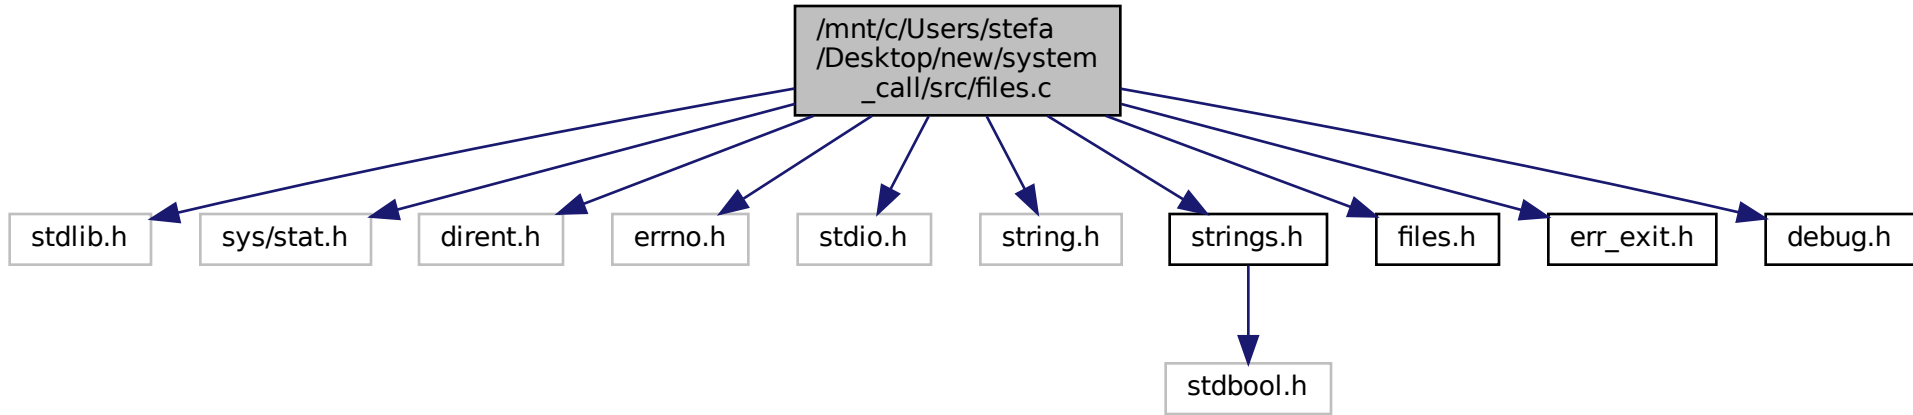 /mnt/c/Users/stefa
/Desktop/new/system
_call/src/files.c
stdlib.h
sys/stat.h
dirent.h
errno.h
stdio.h
string.h
strings.h
files.h
err_exit.h
debug.h
stdbool.h